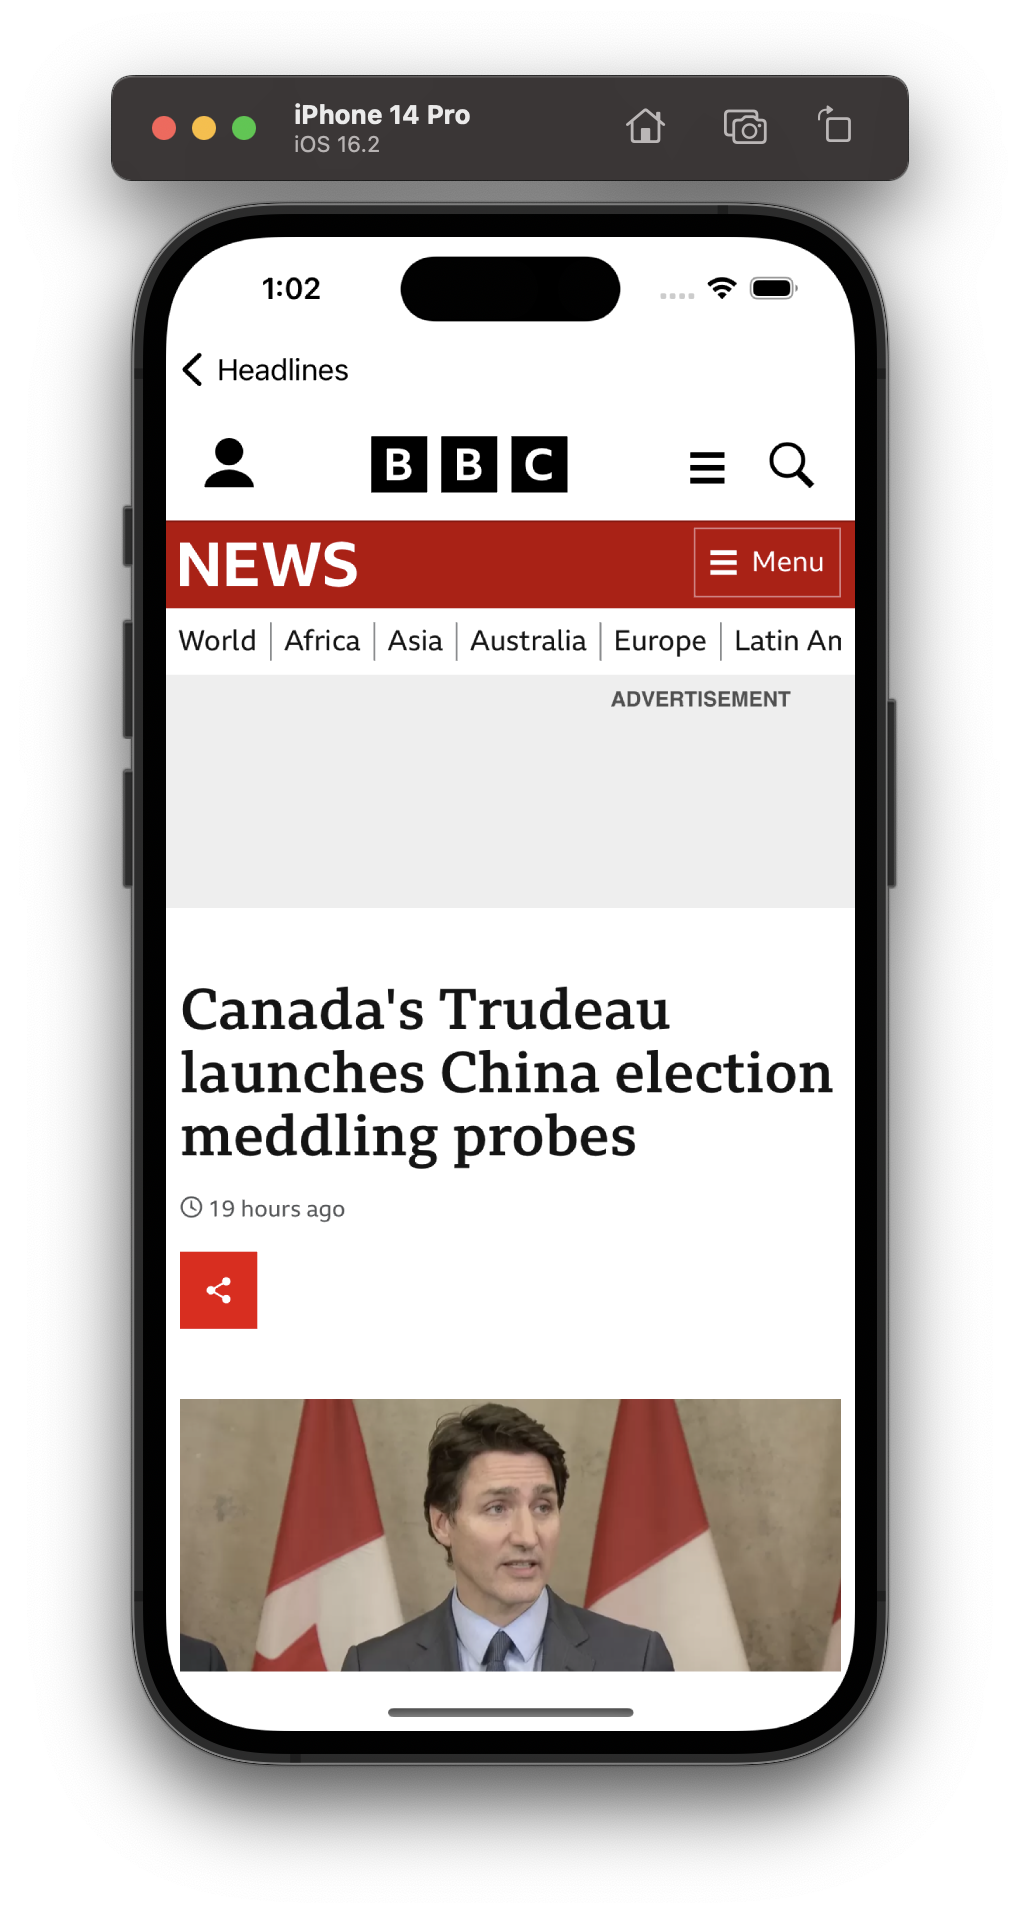 iPhone 14 Pro
iOS 16.2
1:02
Headlines
BBC
NEWS
Menu
World Africa Asia Australia Europe Latin Am
ADVERTISEMENT
Canada's Trudeau
launches China election
meddling probes
19 hours ago